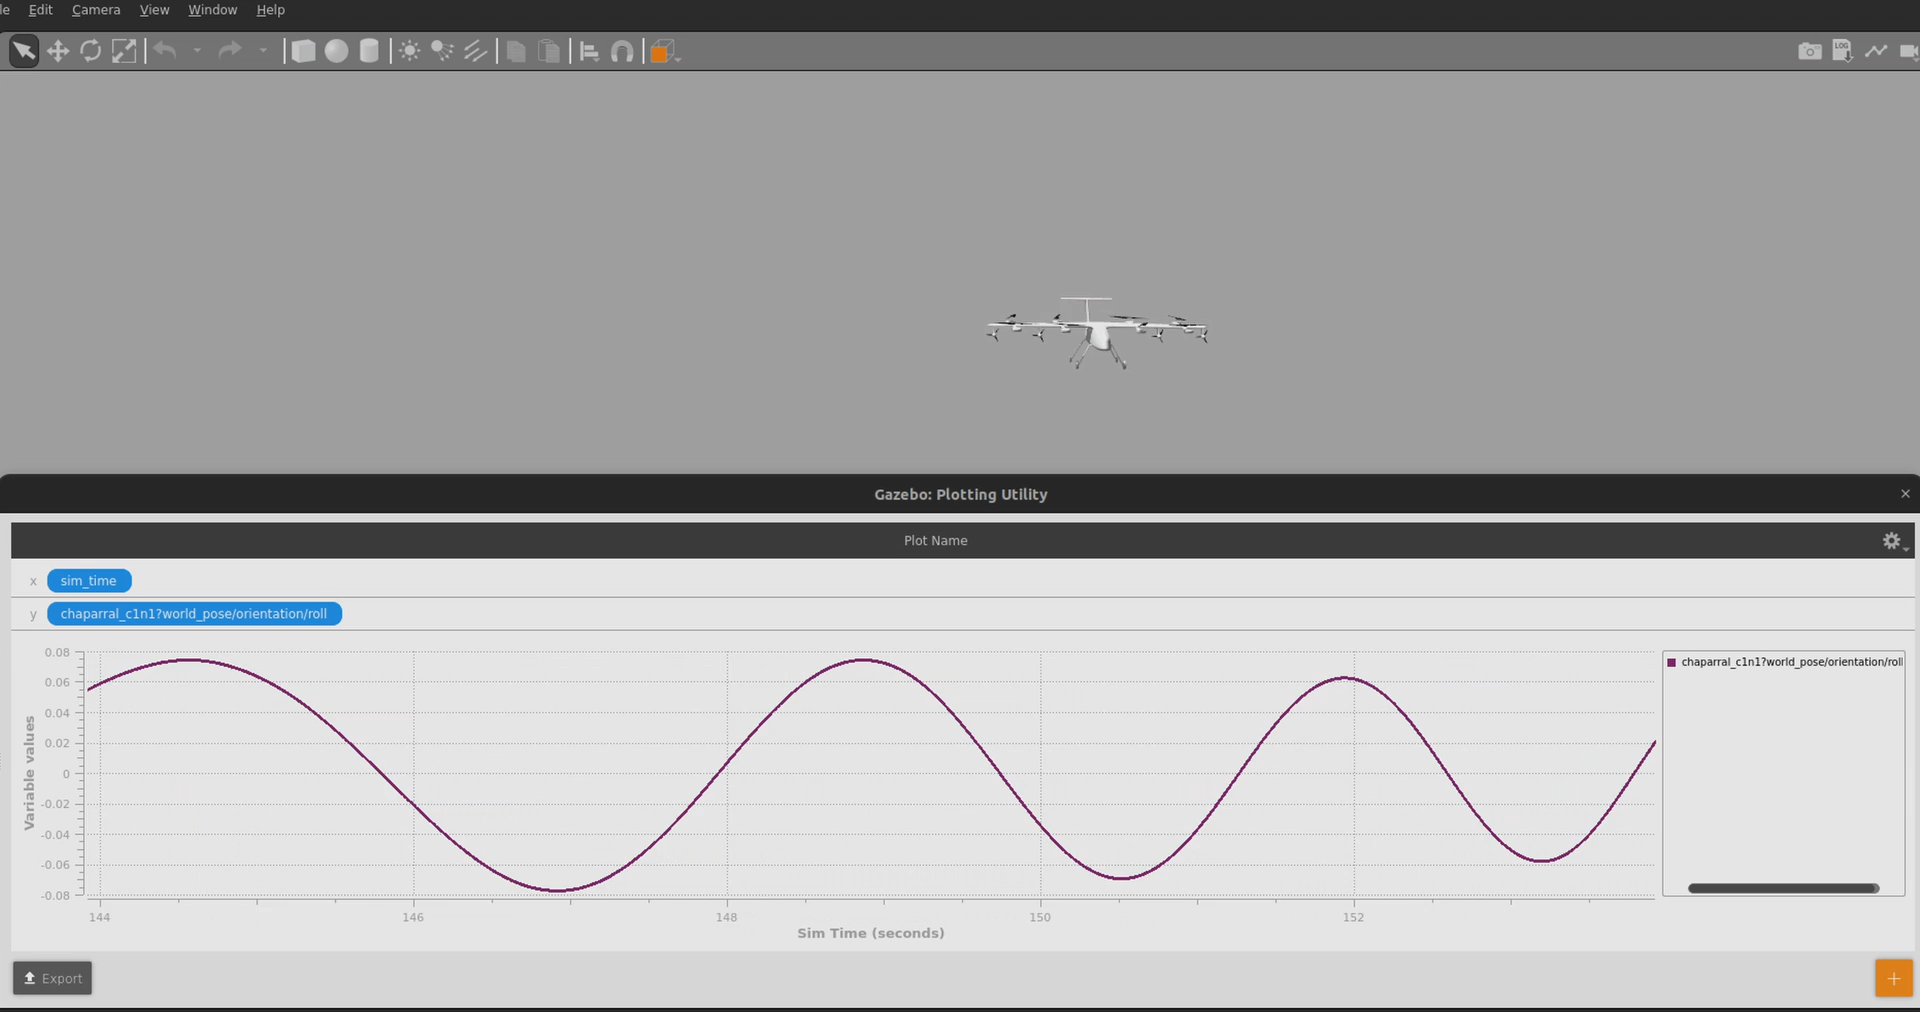 le Edit Camera View Window Help
LOG
Gazebo: Plotting Utility
Plot Name
x sim_time
y chaparral_c1n1?world_pose/orientation/roll
0.08
0.06
0.04
0.02
0
-0.02
-0.04
-0.06
-0.08
Variable values
chaparral_c1n1?world_pose/orientation/roll
144 146 148 150 152
Sim Time (seconds)
Export